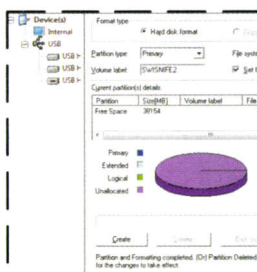 Device(s)
Internal
USB
USB
USB
USB
Format type
Hard disk format
Partition type: Primary
File syste
Volume label: SWISNIFE2
Set
Current partition(s) details
Partition Size(MB) Volume label File
Free Space 30154
Primary
Extended
Logical
Unallocated
Create
Partition and Formatting completed. (Or) Partition Deleted
for the changes to take effect